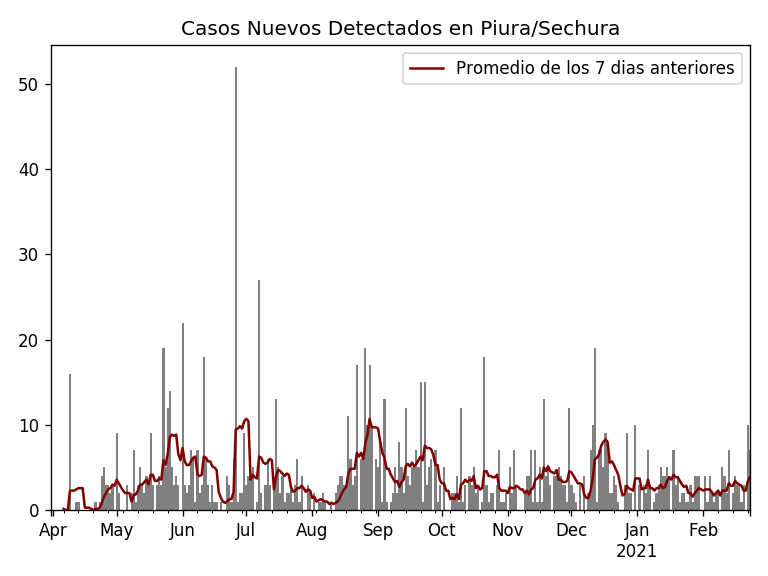 Casos Nuevos Detectados en Piura/Sechura
Promedio de los 7 dias anteriores
50
40
30
20
10
0
Apr May Jun Jul Aug Sep Oct Nov Dec Jan Feb
2021